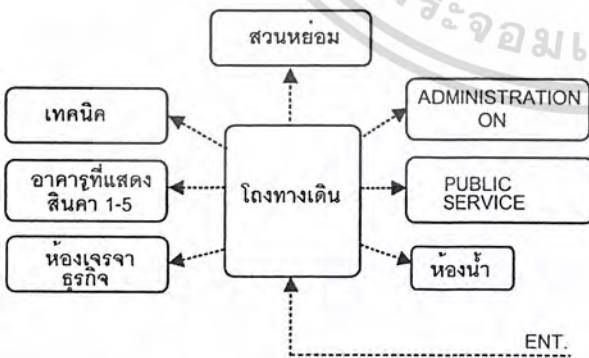 สวนหย่อม
เทคนิค
ADMINISTRATION
ON
อาคารที่แสดง
สินคา 1-5
โถงทางเดิน
PUBLIC
SERVICE
ห้องเจรจา
ธุรกิจ
ห้องน้ำ
ENT.